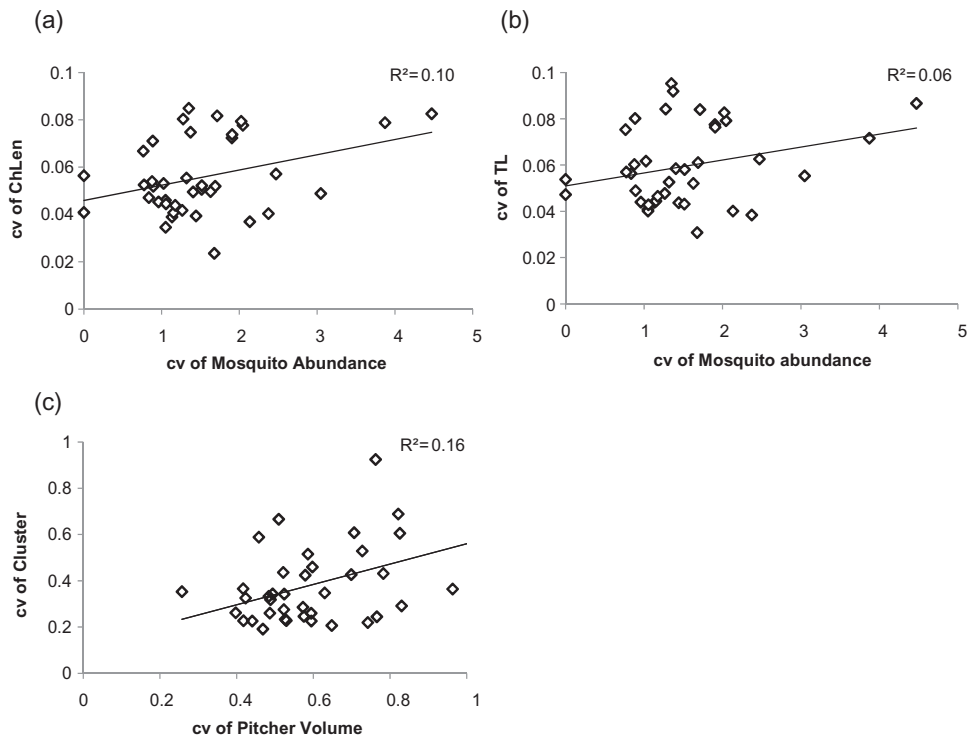 (a)
R²=0.10
0.1
0.08
0.06
0.04
0.02
0
cv of ChLen
0 1 2 3 4 5
cv of Mosquito Abundance
(b)
R²=0.06
0.1
0.08
0.06
0.04
0.02
0
cv of TL
0 1 2 3 4 5
cv of Mosquito abundance
(c)
R²=0.16
1
0.8
0.6
0.4
0.2
0
cv of Cluster
0 0.2 0.4 0.6 0.8 1
cv of Pitcher Volume